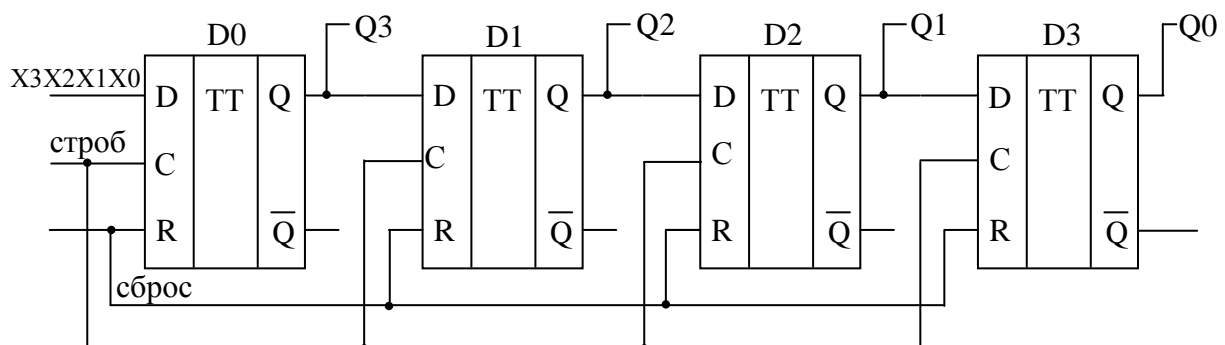 Q3 Q2 Q1 Q0
D0 D1 D2 D3
X3X2X1X0 D TT Q D TT Q D TT Q D TT Q
строб C C C C
R Q̅ R Q̅ R Q̅ R Q̅
сброс